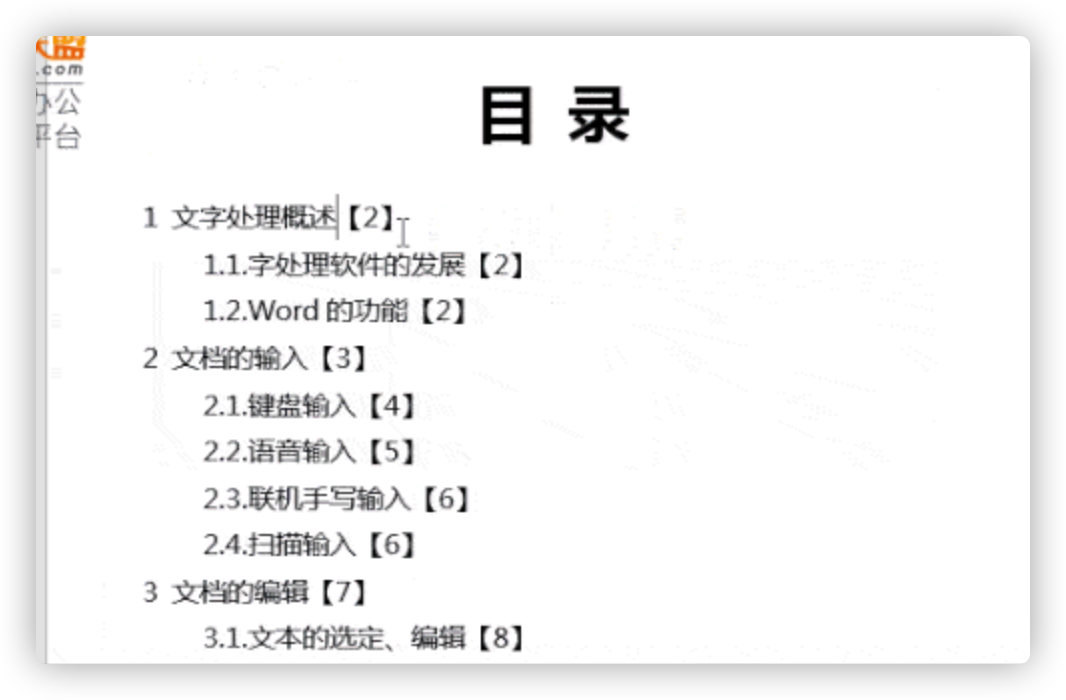 盟
.com
办公
平台
目 录
1 文字处理概述【2】
1.1.字处理软件的发展【2】
1.2.Word 的功能【2】
2 文档的输入【3】
2.1.键盘输入【4】
2.2.语音输入【5】
2.3.联机手写输入【6】
2.4.扫描输入【6】
3 文档的编辑【7】
3.1.文本的选定、编辑【8】